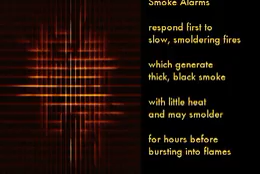 Smoke Alarms
respond first to
slow, smoldering fires
which generate
thick, black smoke
with little heat
and may smolder
for hours before
bursting into flames